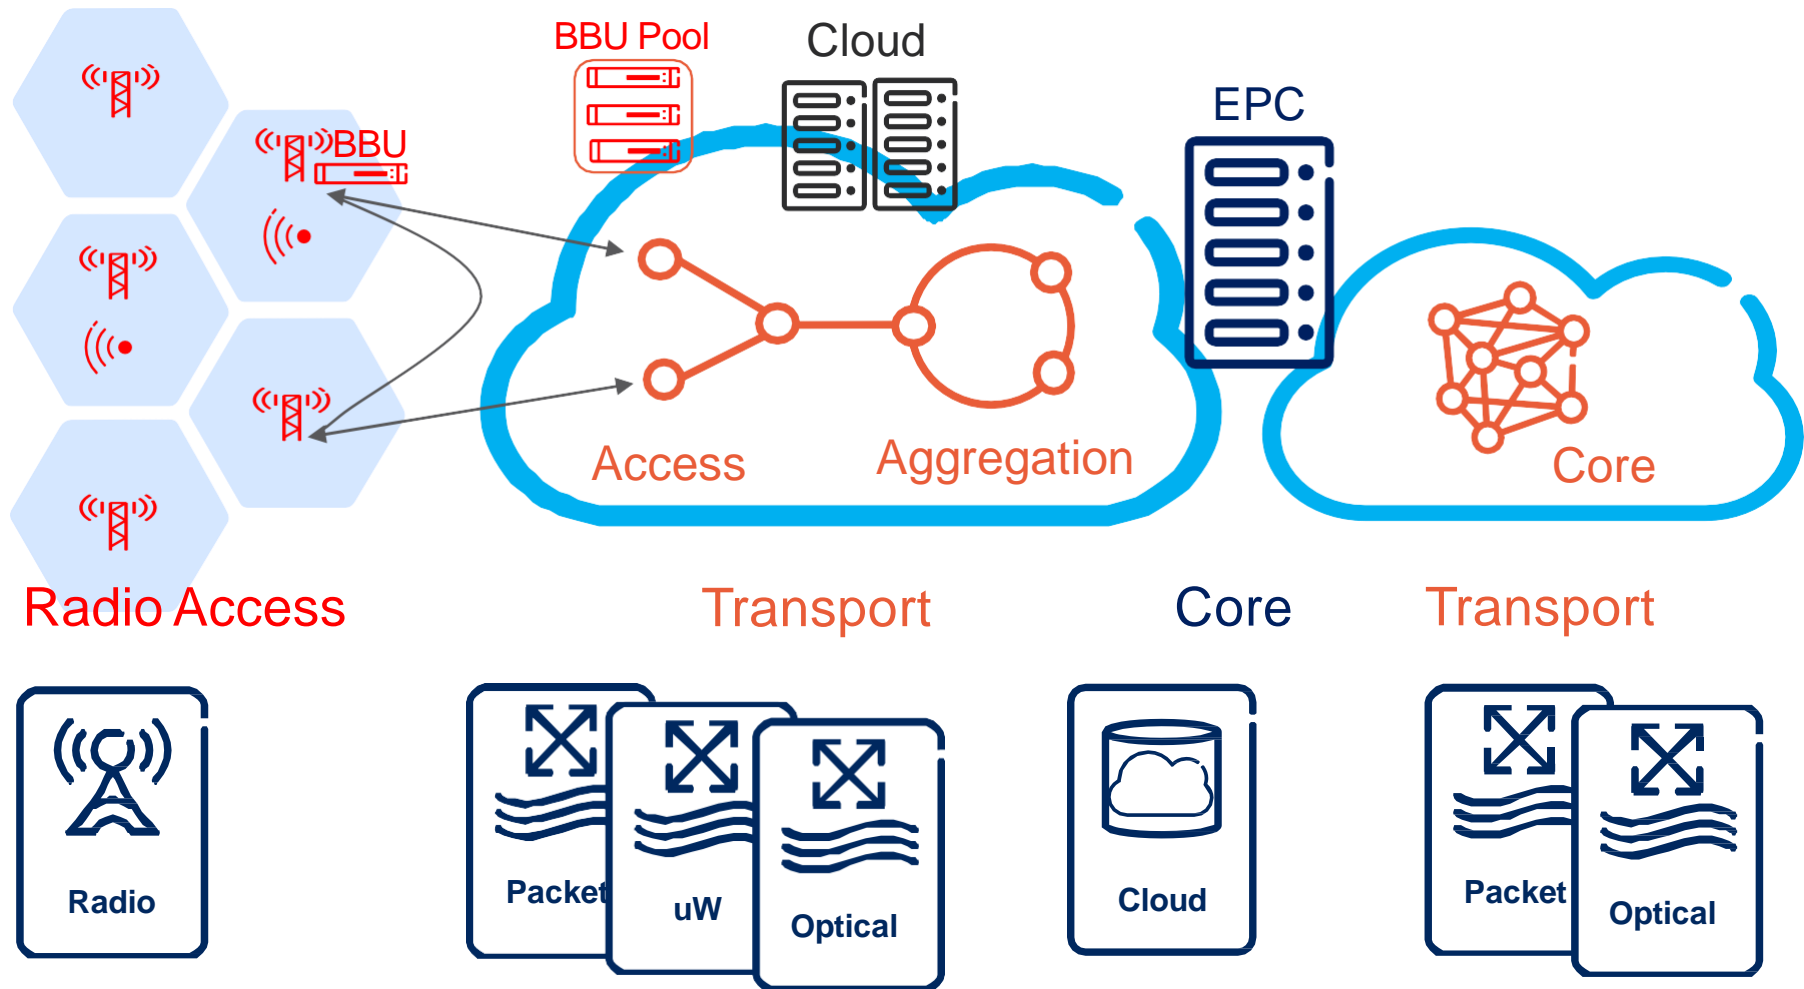 BBU Pool
Cloud
EPC
BBU
Access
Aggregation
Core
Radio Access
Transport
Core
Transport
Radio
Packet
uW
Optical
Cloud
Packet
Optical